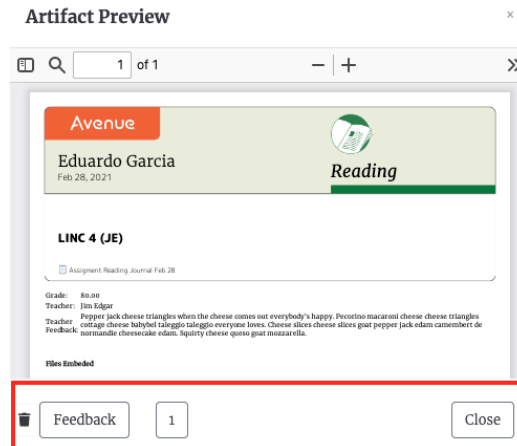 Artifact Preview ×
1 of 1 − + »
Avenue
Eduardo Garcia
Feb 28, 2021
Reading
LINC 4 (JE)
Assigment Reading Journal Feb 28
Grade: 80.00
Teacher: Jim Edgar
Teacher Feedback: Pepper jack cheese triangles when the cheese comes out everybody's happy. Pecorino macaroni cheese cheese triangles
cottage cheese babybel taleggio taleggio everyone loves. Cheese slices cheese slices goat pepper jack edam camembert de
normandie cheesecake edam. Squirty cheese queso goat mozzarella.
Files Embeded
Feedback 1 Close